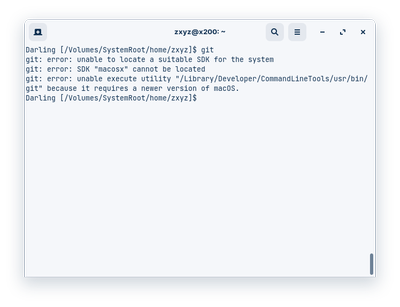 zxyz@x200: ~
Darling [/Volumes/SystemRoot/home/zxyz]$ git
git: error: unable to locate a suitable SDK for the system
git: error: SDK "macosx" cannot be located
git: error: unable execute utility "/Library/Developer/CommandLineTools/usr/bin/
git" because it requires a newer version of macOS.
Darling [/Volumes/SystemRoot/home/zxyz]$